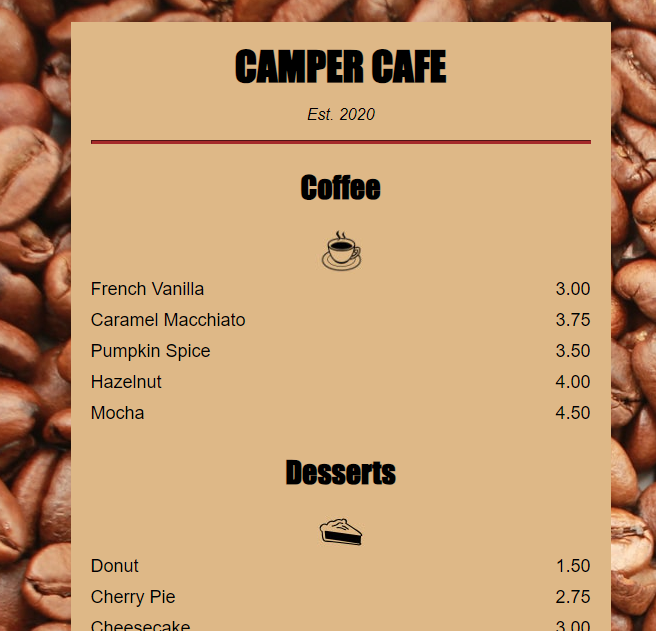 CAMPER CAFE
Est. 2020
Coffee
French Vanilla 3.00
Caramel Macchiato 3.75
Pumpkin Spice 3.50
Hazelnut 4.00
Mocha 4.50
Desserts
Donut 1.50
Cherry Pie 2.75
Cheesecake 3.00